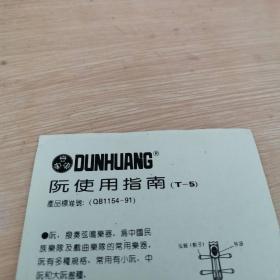 DUNHUANG®
阮使用指南(T-5)
產品標准號:(QB1154-91)
●阮,撥奏弦鳴樂器,爲中國民
族樂隊及戲曲樂隊的常用樂器。
阮有多種規格,常用有小阮、中
阮和大阮幾種。